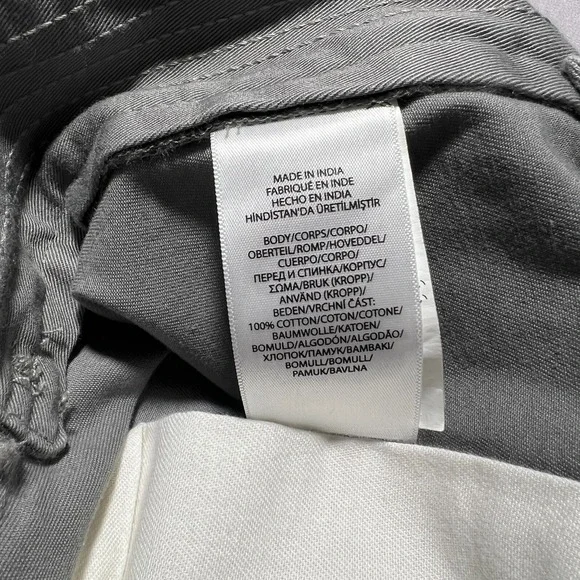 MADE IN INDIA
FABRIQUÉ EN INDE
HECHO EN INDIA
HİNDİSTAN'DA ÜRETİLMİŞTİR
BODY/CORPS/CORPO/
OBERTEIL/ROMP/HOVEDDEL/
CUERPO/CORPO/
ПЕРЕД И СПИНКА/КОРПУС/
ΣΩΜΑ/BRUK (KROPP)/
ANVÄND (KROPP)/
BEDEN/VRCHNÍ ČÁST:
100% COTTON/COTON/COTONE/
BAUMWOLLE/KATOEN/
BOMULD/ALGODÓN/ALGODÃO/
ХЛОПОК/ПАМУК/ΒΑΜΒΑΚΙ/
BOMULL/BOMULL/
PAMUK/BAVLNA